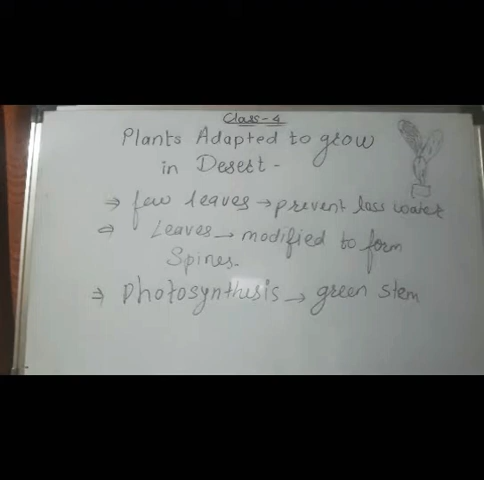 Class-4
Plants Adapted to grow
in Desert -
⇒ few leaves → prevent loss water
⇒ Leaves → modified to form
Spines.
⇒ Photosynthesis → green stem